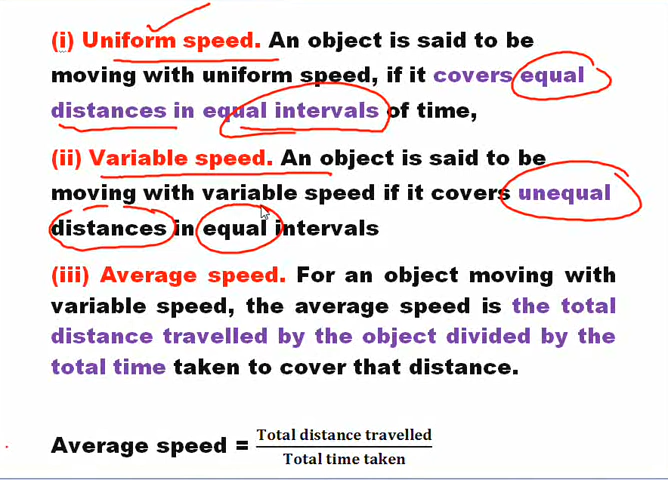 (i) Uniform speed. An object is said to be
moving with uniform speed, if it covers equal
distances in equal intervals of time,
(ii) Variable speed. An object is said to be
moving with variable speed if it covers unequal
distances in equal intervals
(iii) Average speed. For an object moving with
variable speed, the average speed is the total
distance travelled by the object divided by the
total time taken to cover that distance.
Average speed = Total distance travelled
Total time taken